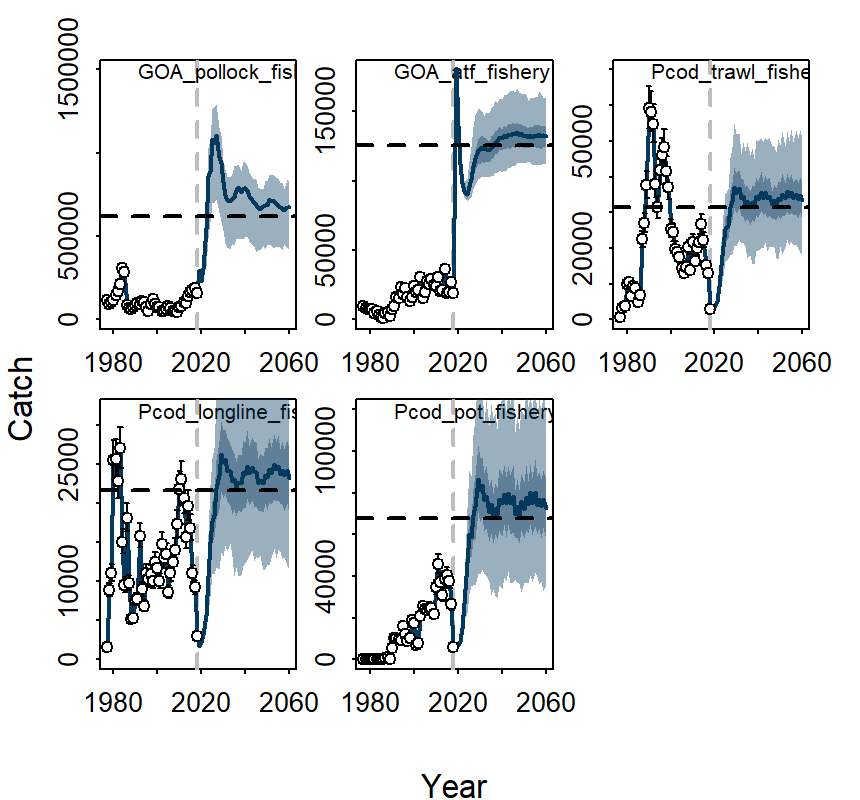 GOA_pollock_fish
GOA_atf_fishery
Pcod_trawl_fishe
0 500000 1500000
0 50000 150000
0 20000 50000
1980 2020 2060
1980 2020 2060
1980 2020 2060
Catch
Pcod_longline_fis
Pcod_pot_fishery
0 10000 25000
0 40000 100000
1980 2020 2060
1980 2020 2060
Year